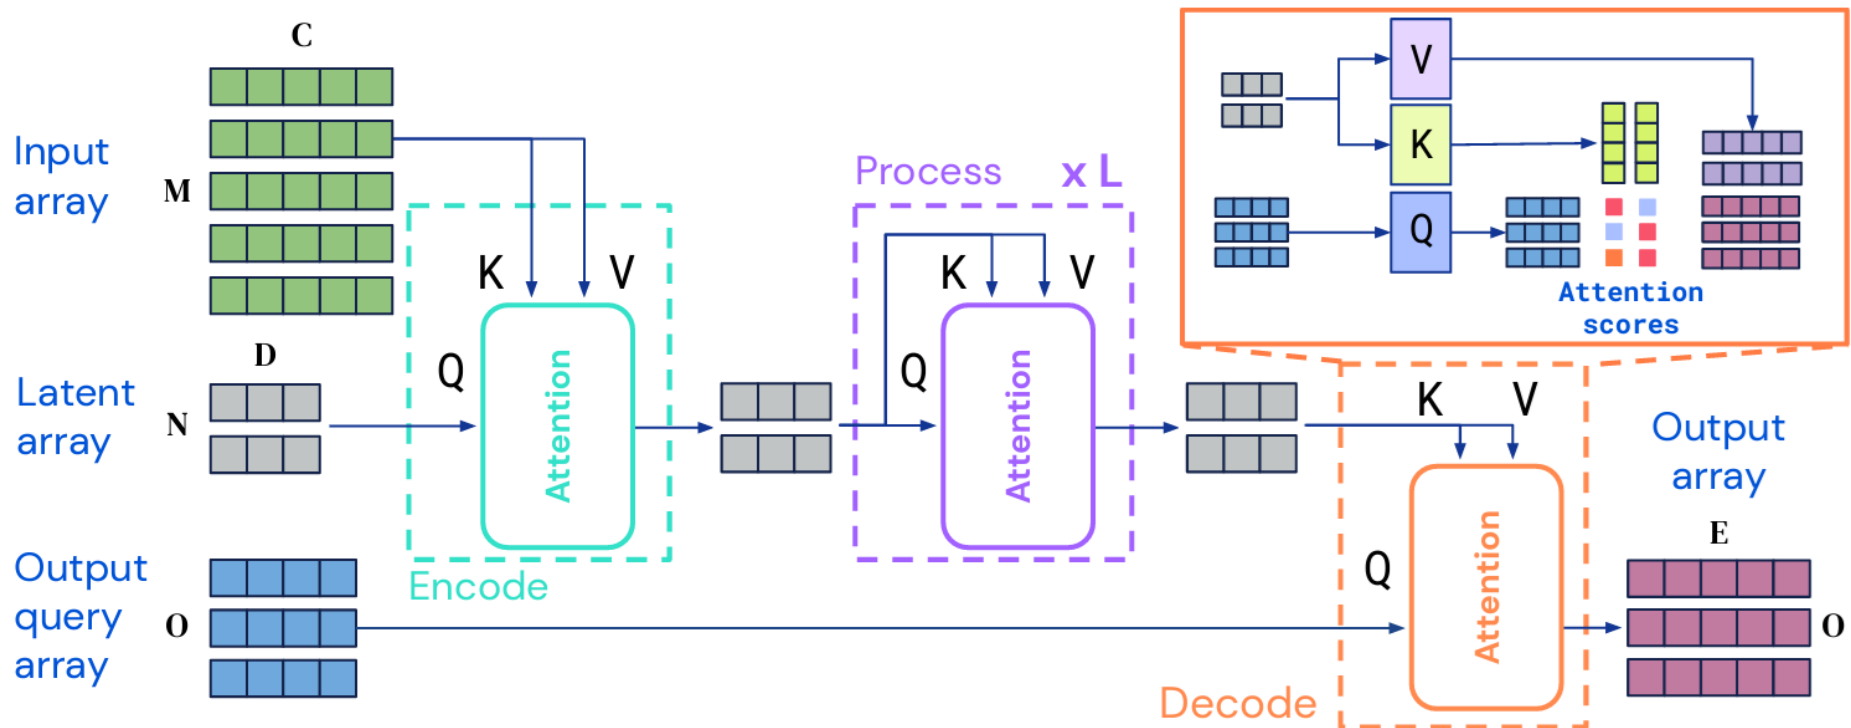 C
Input
array
M
D
Latent
array
N
Output
query
array
O
K
V
Q
Attention
Encode
Process
x L
K
V
Q
Attention
K
V
Q
Attention
Decode
V
K
Q
Attention
scores
Output
array
E
O